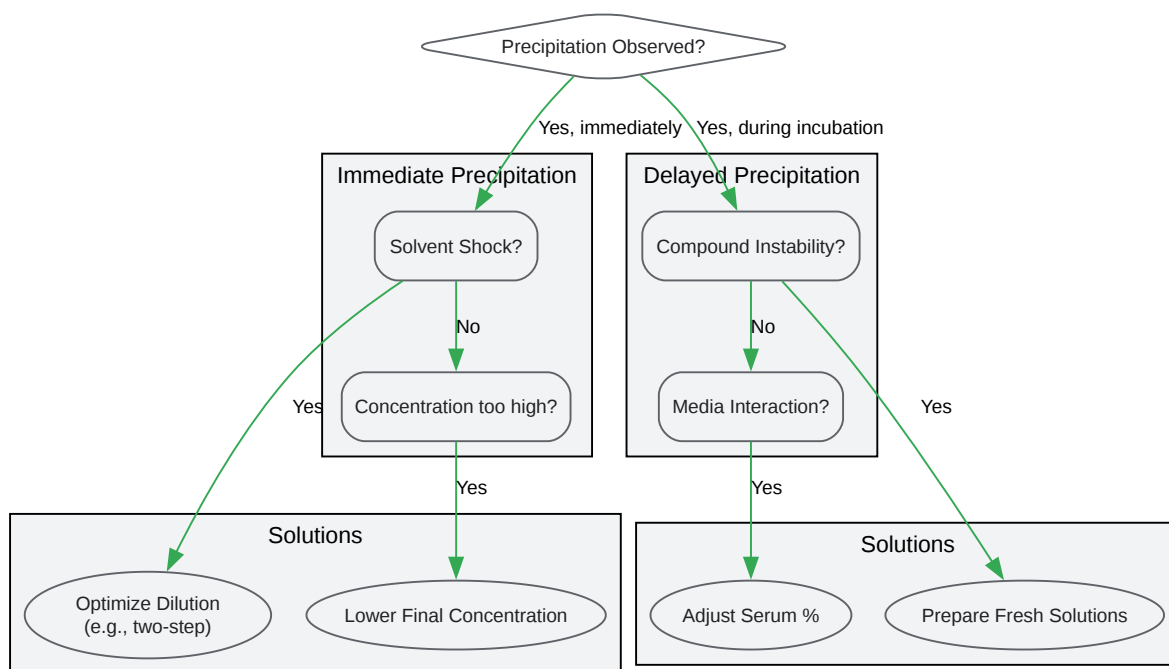 Precipitation Observed?
Yes, immediately
Yes, during incubation
Immediate Precipitation
Delayed Precipitation
Solvent Shock?
Compound Instability?
No
No
Yes
Concentration too high?
Media Interaction?
Yes
Yes
Yes
Solutions
Solutions
Optimize Dilution
(e.g., two-step)
Lower Final Concentration
Adjust Serum %
Prepare Fresh Solutions